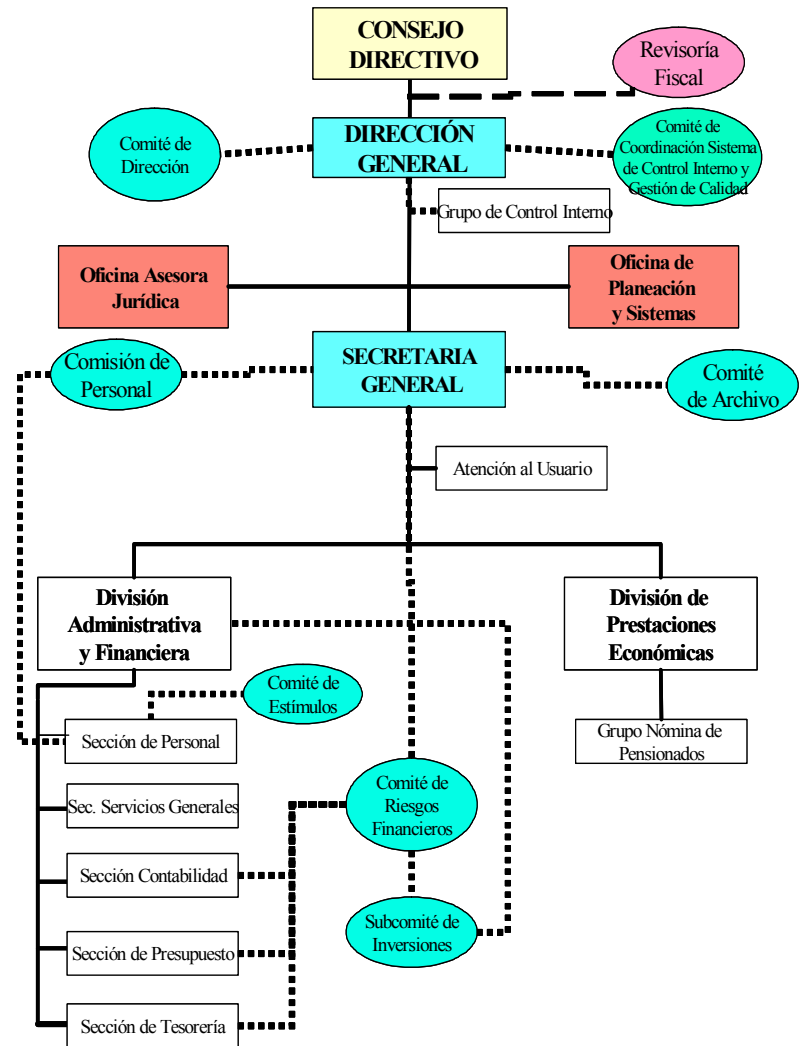 CONSEJO
DIRECTIVO
Revisoría
Fiscal
Comité de
Dirección
DIRECCIÓN
GENERAL
Comité de
Coordinación Sistema
de Control Interno y
Gestión de Calidad
Grupo de Control Interno
Oficina Asesora
Jurídica
Oficina de
Planeación
y Sistemas
Comisión de
Personal
SECRETARIA
GENERAL
Comité
de Archivo
Atención al Usuario
División
Administrativa
y Financiera
División de
Prestaciones
Económicas
Comité de
Estímulos
Sección de Personal
Grupo Nómina de
Pensionados
Sec. Servicios Generales
Comité de
Riesgos
Financieros
Sección Contabilidad
Subcomité de
Inversiones
Sección de Presupuesto
Sección de Tesorería